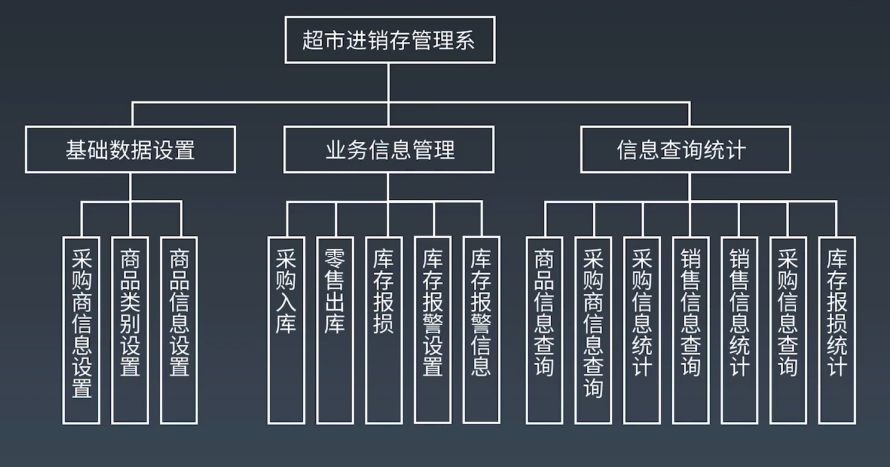 超市进销存管理系
基础数据设置
业务信息管理
信息查询统计
采购商信息设置
商品类别设置
商品信息设置
采购入库
零售出库
库存报损
库存报警设置
库存报警信息
商品信息查询
采购商信息查询
采购信息统计
销售信息查询
销售信息统计
采购信息查询
库存报损统计